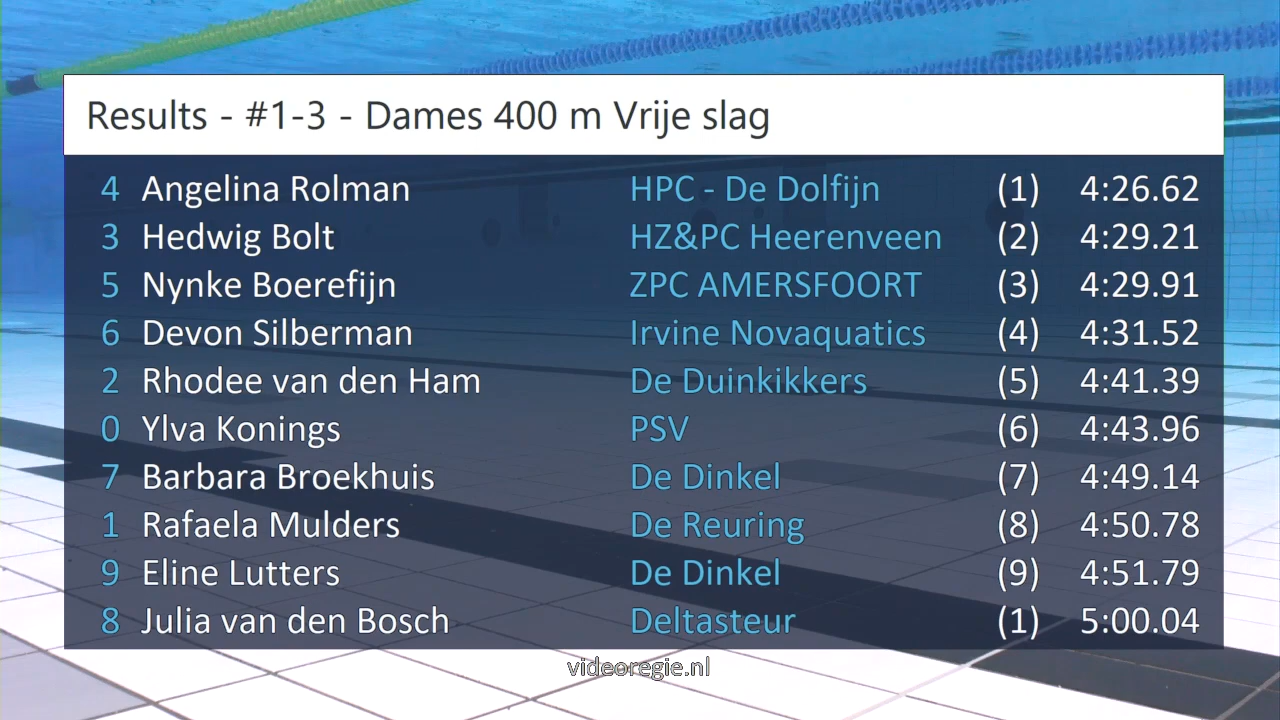 Results - #1-3 - Dames 400 m Vrije slag
4 Angelina Rolman HPC - De Dolfijn (1) 4:26.62
3 Hedwig Bolt HZ&PC Heerenveen (2) 4:29.21
5 Nynke Boerefijn ZPC AMERSFOORT (3) 4:29.91
6 Devon Silberman Irvine Novaquatics (4) 4:31.52
2 Rhodee van den Ham De Duinkikkers (5) 4:41.39
0 Ylva Konings PSV (6) 4:43.96
7 Barbara Broekhuis De Dinkel (7) 4:49.14
1 Rafaela Mulders De Reuring (8) 4:50.78
9 Eline Lutters De Dinkel (9) 4:51.79
8 Julia van den Bosch Deltasteur (1) 5:00.04
videoregie.nl